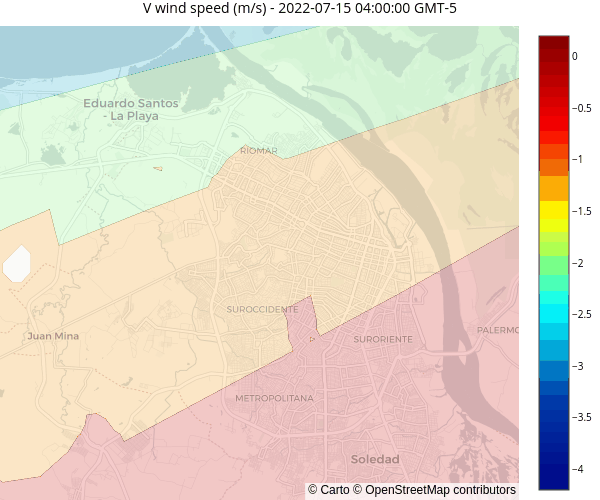 V wind speed (m/s) - 2022-07-15 04:00:00 GMT-5
Eduardo Santos
- La Playa
RIOMAR
SUROCCIDENTE
Juan Mina
SURORIENTE
PALERMO
METROPOLITANA
Soledad
© Carto © OpenStreetMap contributors
0
−0.5
−1
−1.5
−2
−2.5
−3
−3.5
−4